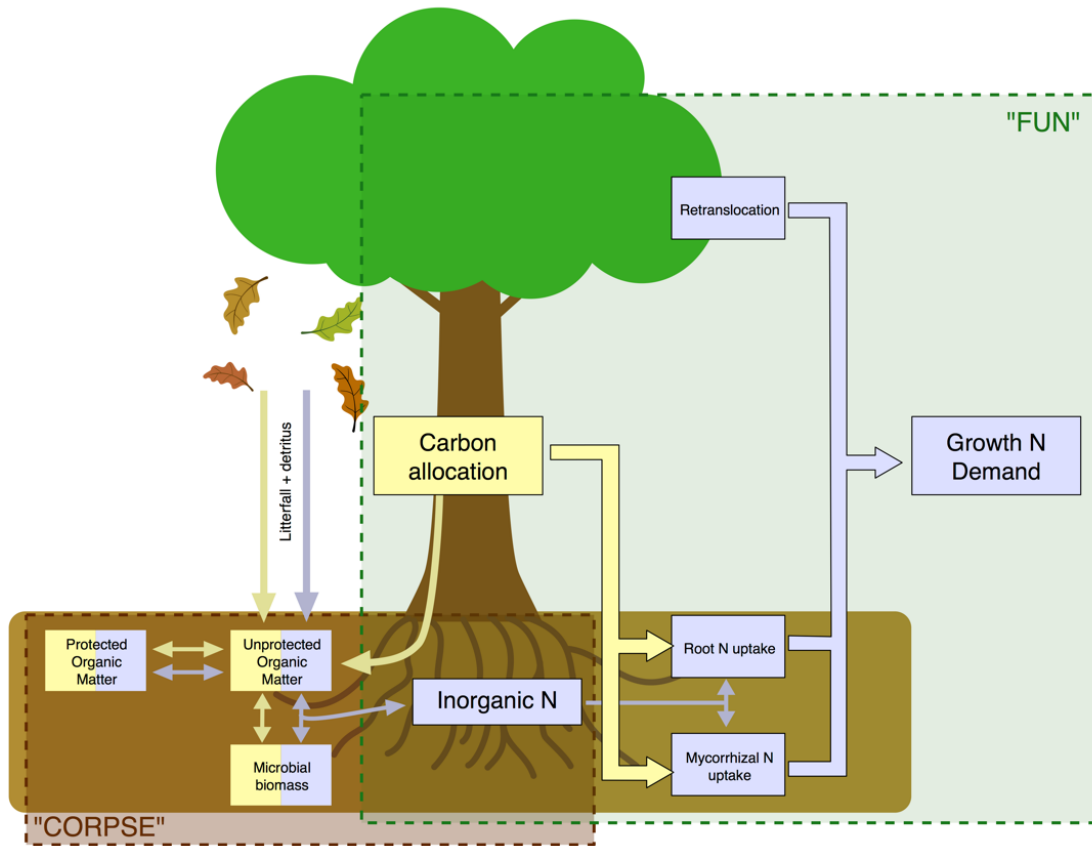 "FUN"
Retranslocation
Litterfall + detritus
Carbon
allocation
Growth N
Demand
Protected
Organic
Matter
Unprotected
Organic
Matter
Root N uptake
Inorganic N
Microbial
biomass
Mycorrhizal N
uptake
"CORPSE"